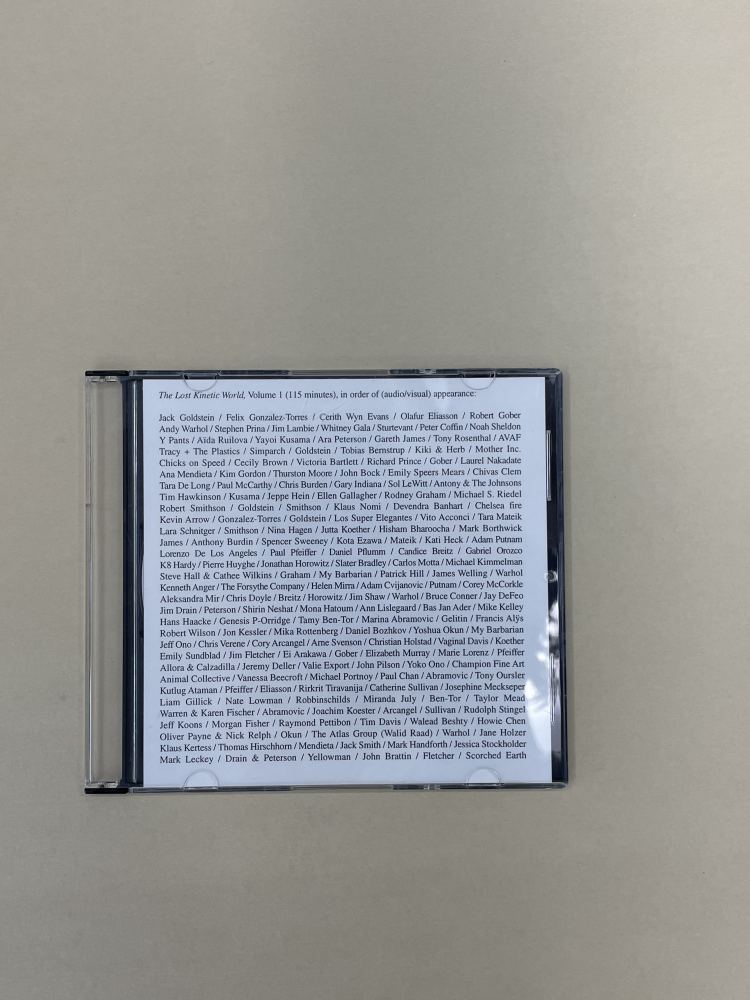 The Lost Kinetic World, Volume 1 (115 minutes), in order of (audio/visual) appearance:
Jack Goldstein / Felix Gonzalez-Torres / Cerith Wyn Evans / Olafur Eliasson / Robert Gober
Andy Warhol / Stephen Prina / Jim Lambie / Whitney Gala / Sturtevant / Peter Coffin / Noah Sheldon
Y Pants / Aïda Ruilova / Yayoi Kusama / Ara Peterson / Gareth James / Tony Rosenthal / AVAF
Tracy + The Plastics / Simparch / Goldstein / Tobias Bernstrup / Kiki & Herb / Mother Inc.
Chicks on Speed / Cecily Brown / Victoria Bartlett / Richard Prince / Gober / Laurel Nakadate
Ana Mendieta / Kim Gordon / Thurston Moore / John Bock / Emily Speers Mears / Chivas Clem
Tara De Long / Paul McCarthy / Chris Burden / Gary Indiana / Sol LeWitt / Antony & The Johnsons
Tim Hawkinson / Kusama / Jeppe Hein / Ellen Gallagher / Rodney Graham / Michael S. Riedel
Robert Smithson / Goldstein / Smithson / Klaus Nomi / Devendra Banhart / Chelsea fire
Kevin Arrow / Gonzalez-Torres / Goldstein / Los Super Elegantes / Vito Acconci / Tara Mateik
Lara Schnitger / Smithson / Nina Hagen / Jutta Koether / Hisham Bharoocha / Mark Borthwick
James / Anthony Burdin / Spencer Sweeney / Kota Ezawa / Mateik / Kati Heck / Adam Putnam
Lorenzo De Los Angeles / Paul Pfeiffer / Daniel Pflumm / Candice Breitz / Gabriel Orozco
K8 Hardy / Pierre Huyghe / Jonathan Horowitz / Slater Bradley / Carlos Motta / Michael Kimmelman
Steve Hall & Cathee Wilkins / Graham / My Barbarian / Patrick Hill / James Welling / Warhol
Kenneth Anger / The Forsythe Company / Helen Mirra / Adam Cvijanovic / Putnam / Corey McCorkle
Aleksandra Mir / Chris Doyle / Breitz / Horowitz / Jim Shaw / Warhol / Bruce Conner / Jay DeFeo
Jim Drain / Peterson / Shirin Neshat / Mona Hatoum / Ann Lislegaard / Bas Jan Ader / Mike Kelley
Hans Haacke / Genesis P-Orridge / Tamy Ben-Tor / Marina Abramovic / Gelitin / Francis Alÿs
Robert Wilson / Jon Kessler / Mika Rottenberg / Daniel Bozhkov / Yoshua Okun / My Barbarian
Jeff Ono / Chris Verene / Cory Arcangel / Arne Svenson / Christian Holstad / Vaginal Davis / Koether
Emily Sundblad / Jim Fletcher / Ei Arakawa / Gober / Elizabeth Murray / Marie Lorenz / Pfeiffer
Allora & Calzadilla / Jeremy Deller / Valie Export / John Pilson / Yoko Ono / Champion Fine Art
Animal Collective / Vanessa Beecroft / Michael Portnoy / Paul Chan / Abramovic / Tony Oursler
Kutlug Ataman / Pfeiffer / Eliasson / Rirkrit Tiravanija / Catherine Sullivan / Josephine Meckseper
Liam Gillick / Nate Lowman / Robbinschilds / Miranda July / Ben-Tor / Taylor Mead
Warren & Karen Fischer / Abramovic / Joachim Koester / Arcangel / Sullivan / Rudolph Stingel
Jeff Koons / Morgan Fisher / Raymond Pettibon / Tim Davis / Walead Beshty / Howie Chen
Oliver Payne & Nick Relph / Okun / The Atlas Group (Walid Raad) / Warhol / Jane Holzer
Klaus Kertess / Thomas Hirschhorn / Mendieta / Jack Smith / Mark Handforth / Jessica Stockholder
Mark Leckey / Drain & Peterson / Yellowman / John Brattin / Fletcher / Scorched Earth